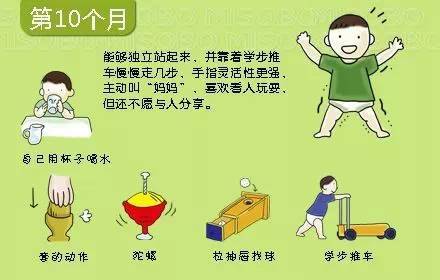 第10个月
能够独立站起来，并靠着学步推
车慢慢走几步，手指灵活性更强，
主动叫“妈妈”，喜欢看人玩耍，
但还不愿与人分享。
自己用杯子喝水
套的动作
陀螺
拉抽屉找球
学步推车